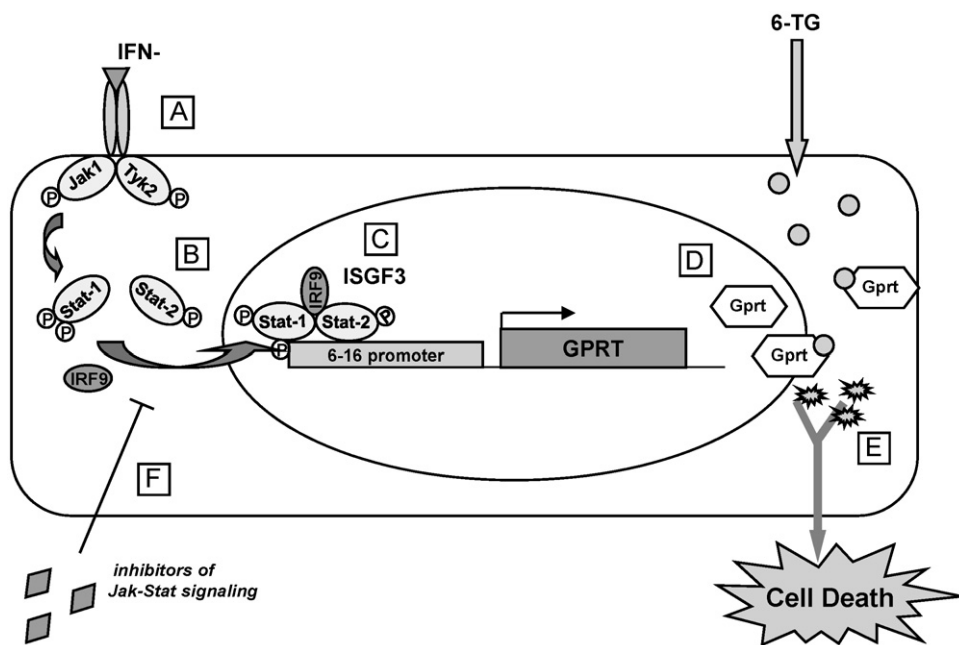 IFN-
6-TG
A
Jak1
Tyk2
P
P
B
C
D
ISGF3
IRF9
Stat-1
Stat-2
P
P
P
Stat-1
Stat-2
P
P
P
6-16 promoter
GPRT
IRF9
Gprt
Gprt
Gprt
E
F
inhibitors of
Jak-Stat signaling
Cell Death